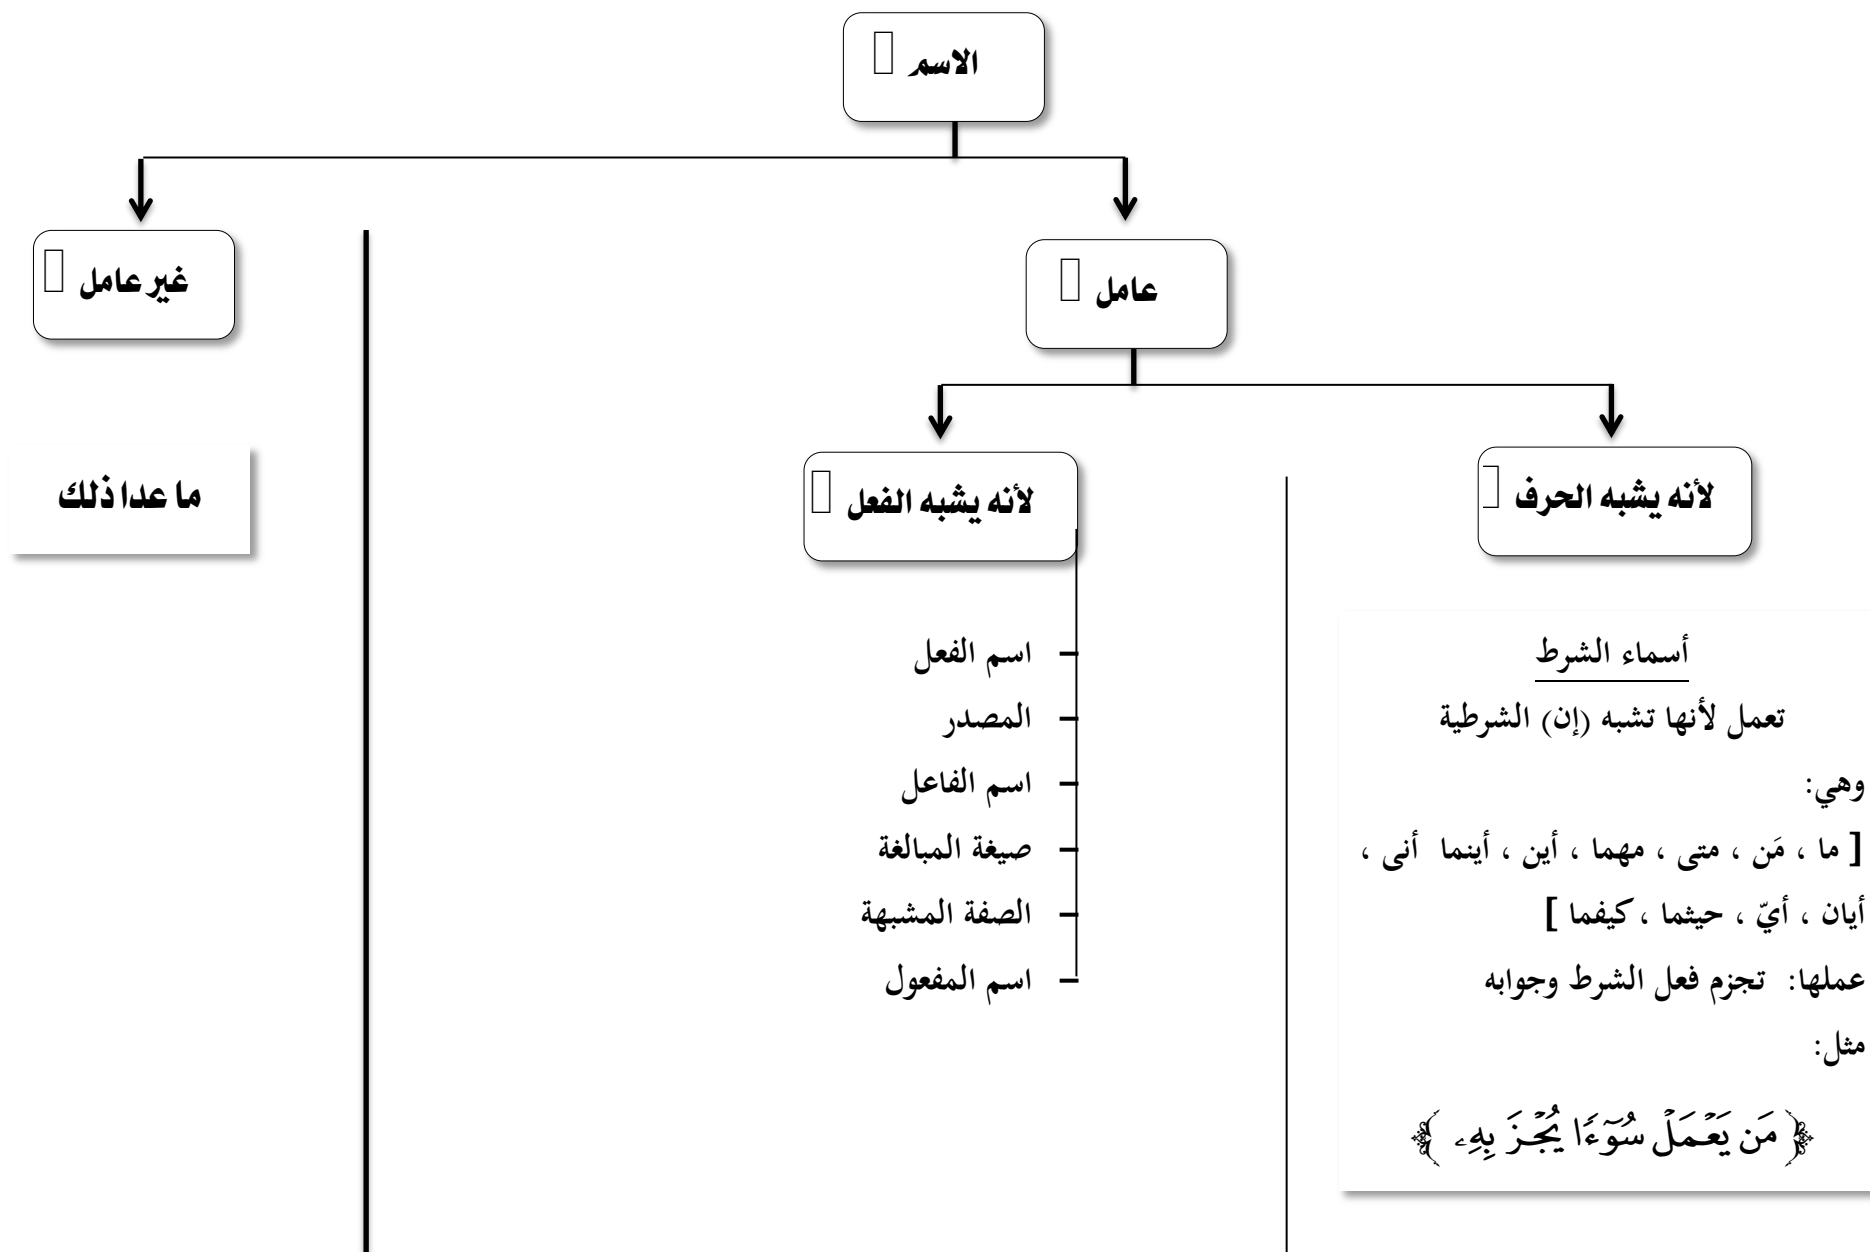 الاسم
عامل
غير عامل
لأنه يشبه الحرف
لأنه يشبه الفعل
ما عدا ذلك
أسماء الشرط
تعمل لأنها تشبه (إن) الشرطية
وهي:
[ ما ، مَن ، متى ، مهما ، أين ، أينما أنى ،
أيان ، أيّ ، حيثما ، كيفما ]
عملها: تجزم فعل الشرط وجوابه
مثل:
﴿ مَن يَعۡمَلۡ سُوٓءٗا يُجۡزَ بِهِۦ ﴾
- اسم الفعل
- المصدر
- اسم الفاعل
- صيغة المبالغة
- الصفة المشبهة
- اسم المفعول